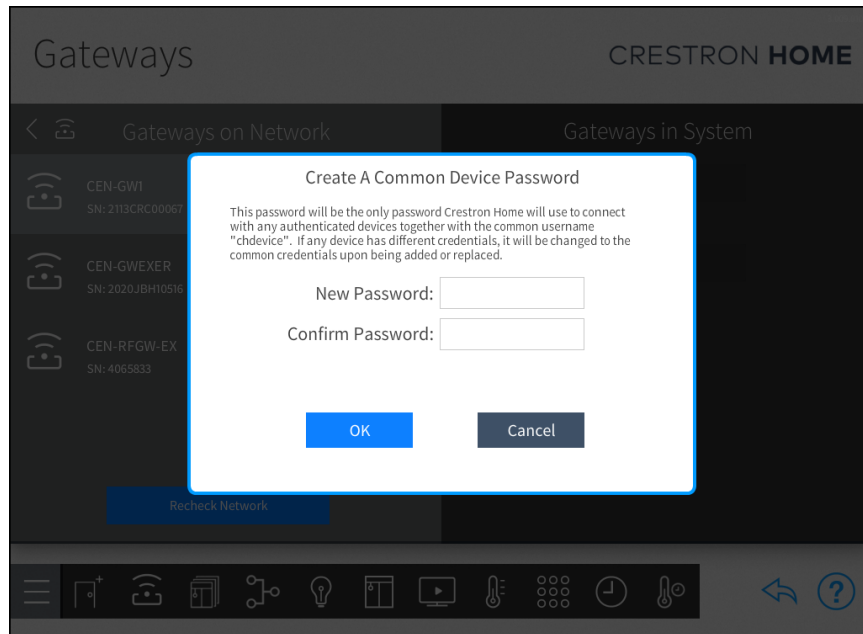 Gateways
CRESTRON HOME
Gateways on Network
Gateways in System
CEN-GW1
SN: 2113CRC00067
CEN-GWEXER
SN: 2020JBH10516
CEN-RFGW-EX
SN: 4065833
Create A Common Device Password
This password will be the only password Crestron Home will use to connect
with any authenticated devices together with the common username
"chdevice". If any device has different credentials, it will be changed to the
common credentials upon being added or replaced.
New Password:
Confirm Password:
OK
Cancel
Recheck Network
?